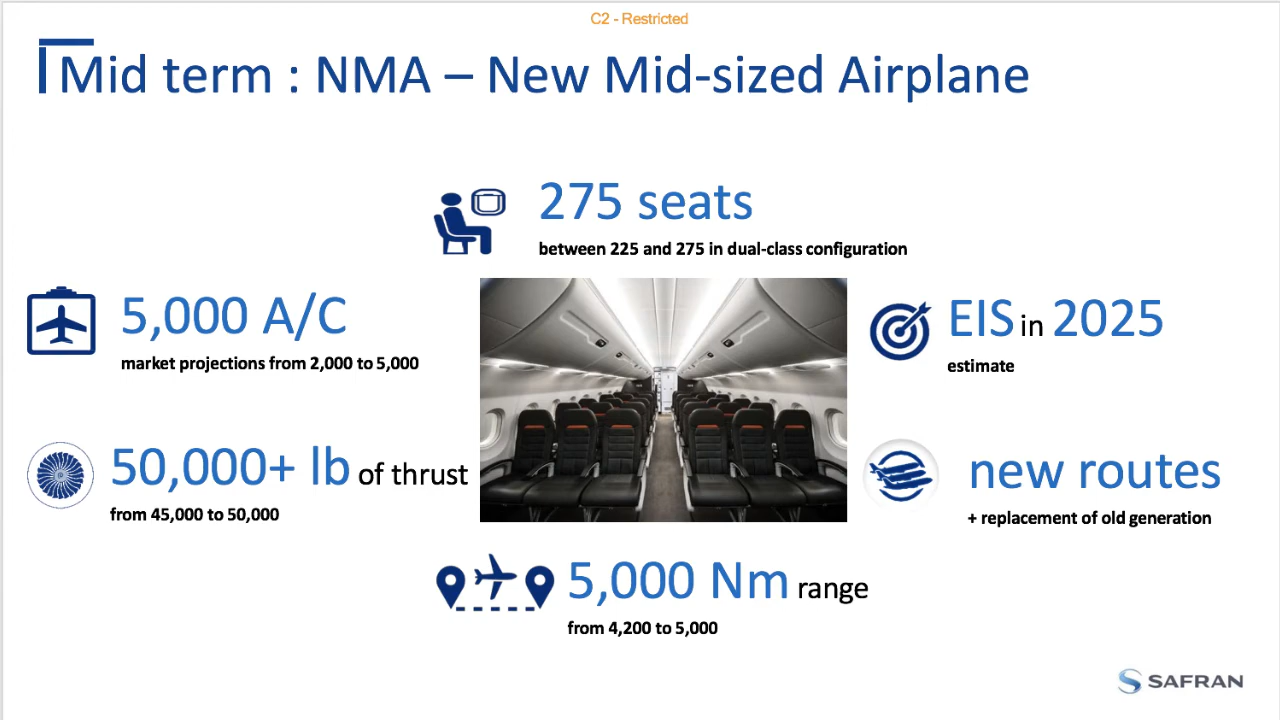 C2 - Restricted
Mid term : NMA – New Mid-sized Airplane
275 seats
between 225 and 275 in dual-class configuration
5,000 A/C
market projections from 2,000 to 5,000
EIS in 2025
estimate
50,000+ lb of thrust
from 45,000 to 50,000
new routes
+ replacement of old generation
5,000 Nm range
from 4,200 to 5,000
SAFRAN